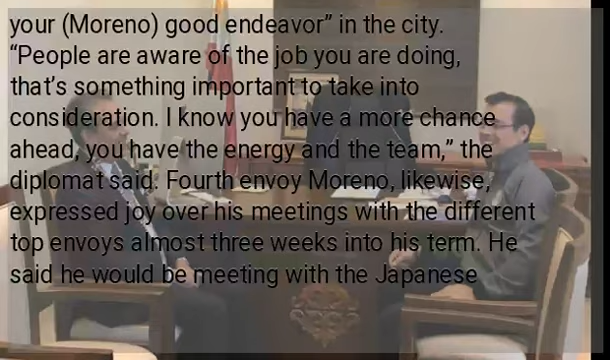 your (Moreno) good endeavor” in the city.
“People are aware of the job you are doing,
that’s something important to take into
consideration. I know you have a more chance
ahead, you have the energy and the team,” the
diplomat said. Fourth envoy Moreno, likewise,
expressed joy over his meetings with the different
top envoys almost three weeks into his term. He
said he would be meeting with the Japanese